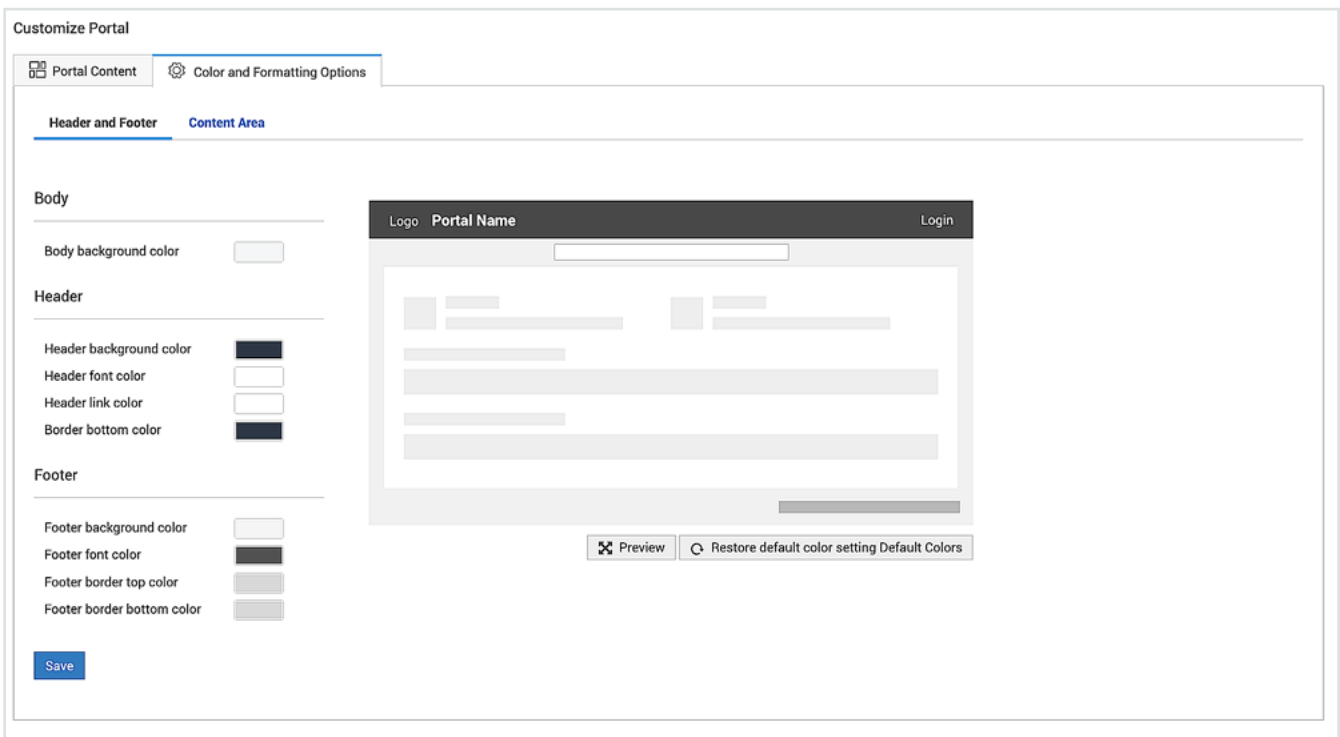 Customize Portal
Portal Content
Color and Formatting Options
Header and Footer
Content Area
Body
Body background color
Header
Header background color
Header font color
Header link color
Border bottom color
Footer
Footer background color
Footer font color
Footer border top color
Footer border bottom color
Save
Logo Portal Name
Login
Preview
Restore default color setting Default Colors